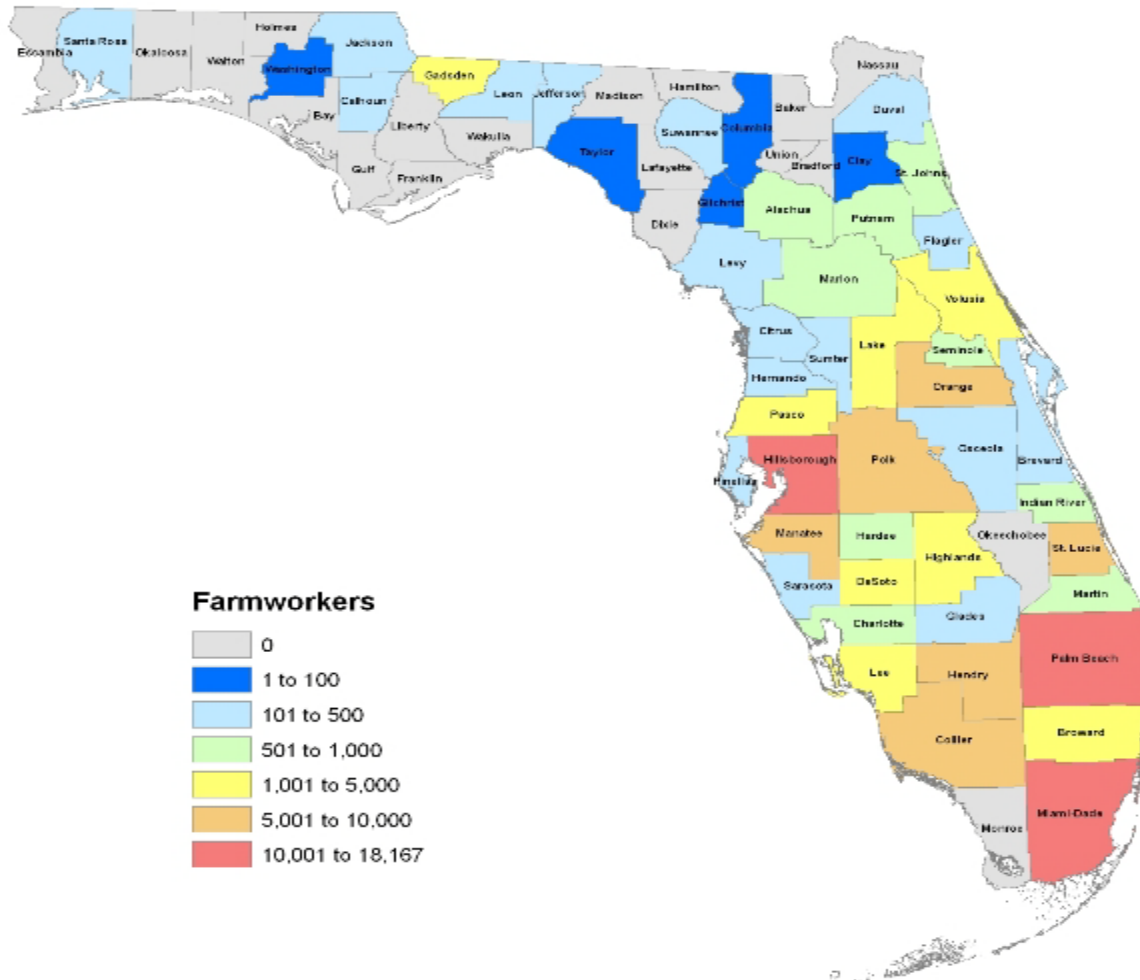 Holmes
Jackson
Santa Rosa
Escambia
Okaloosa
Walton
Washington
Gadsden
Nassau
Hamilton
Leon
Jefferson
Madison
Calhoun
Baker
Duval
Bay
Liberty
Columbia
Suwannee
Wakulla
Taylor
Union
Clay
Bradford
Lafayette
Gulf
St. Johns
Franklin
Gilchrist
Alachua
Putnam
Dixie
Flagler
Levy
Marion
Volusia
Citrus
Lake
Seminole
Sumter
Hernando
Orange
Pasco
Osceola
Hillsborough
Polk
Brevard
Pinellas
Indian River
Manatee
Hardee
Okeechobee
St. Lucie
Highlands
DeSoto
Sarasota
Martin
Glades
Charlotte
Palm Beach
Lee
Hendry
Broward
Collier
Miami-Dade
Monroe
Farmworkers
0
1 to 100
101 to 500
501 to 1,000
1,001 to 5,000
5,001 to 10,000
10,001 to 18,167